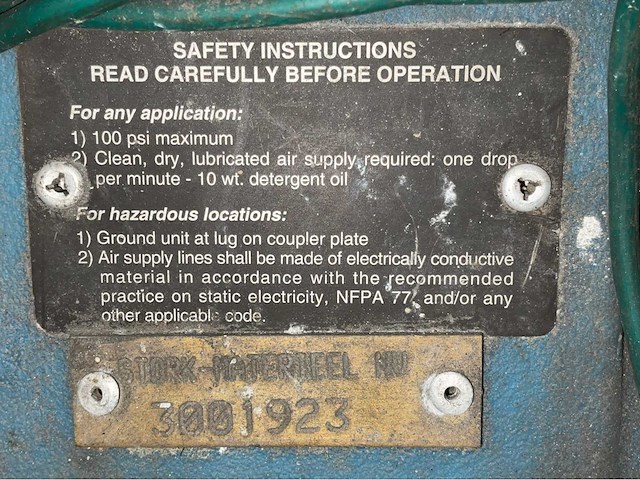 SAFETY INSTRUCTIONS
READ CAREFULLY BEFORE OPERATION
For any application:
1) 100 psi maximum
2) Clean, dry, lubricated air supply required: one drop
per minute - 10 wt. detergent oil
For hazardous locations:
1) Ground unit at lug on coupler plate
2) Air supply lines shall be made of electrically conductive
material in accordance with the recommended
practice on static electricity, NFPA 77, and/or any
other applicable code.
STORK-MATERIEEL NV
3001923